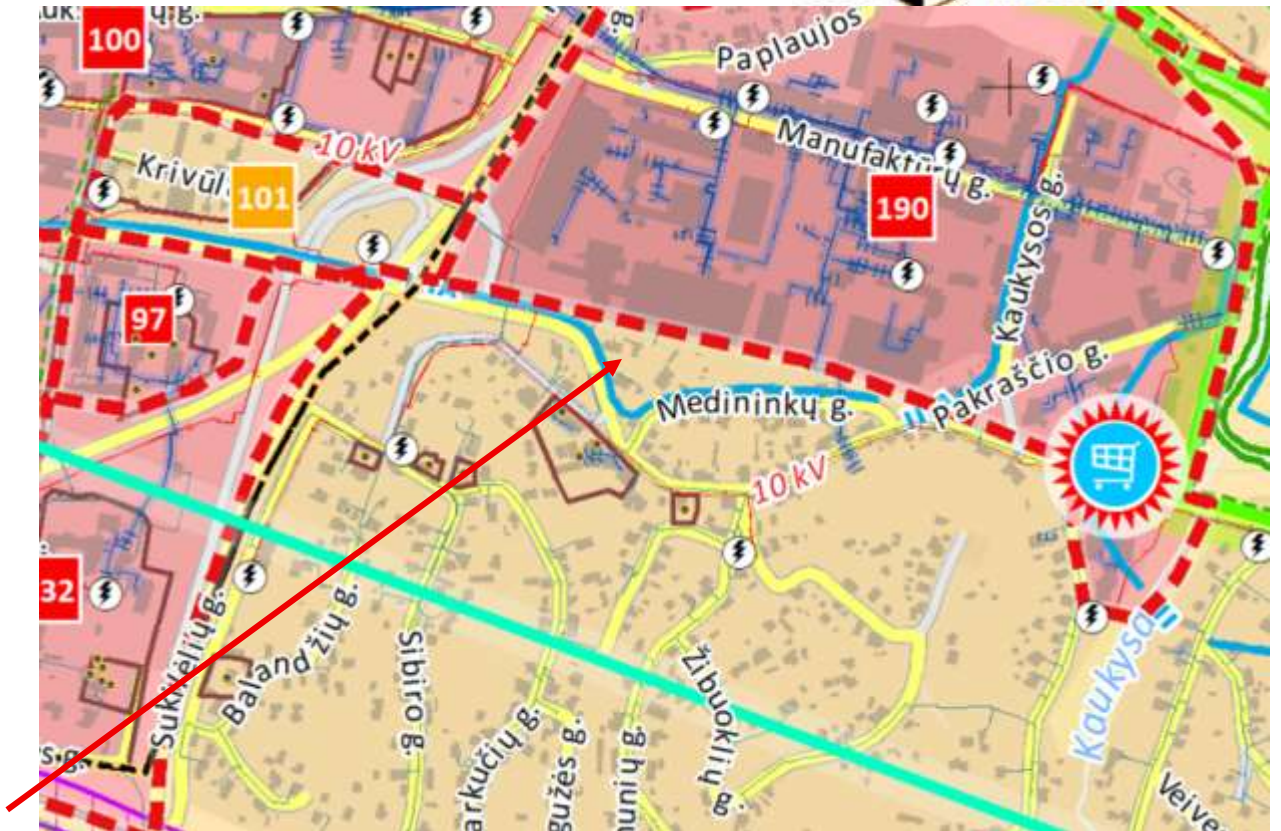 100
Paplaujos
10 kV
Manufaktūrų g.
101
190
Kaukysos g.
97
Medininkų g.
Pakraščio g.
10 kV
32
Sukilėlių g.
Balandžių g.
Sibiro g.
Žibuoklių g.
Kaukysa